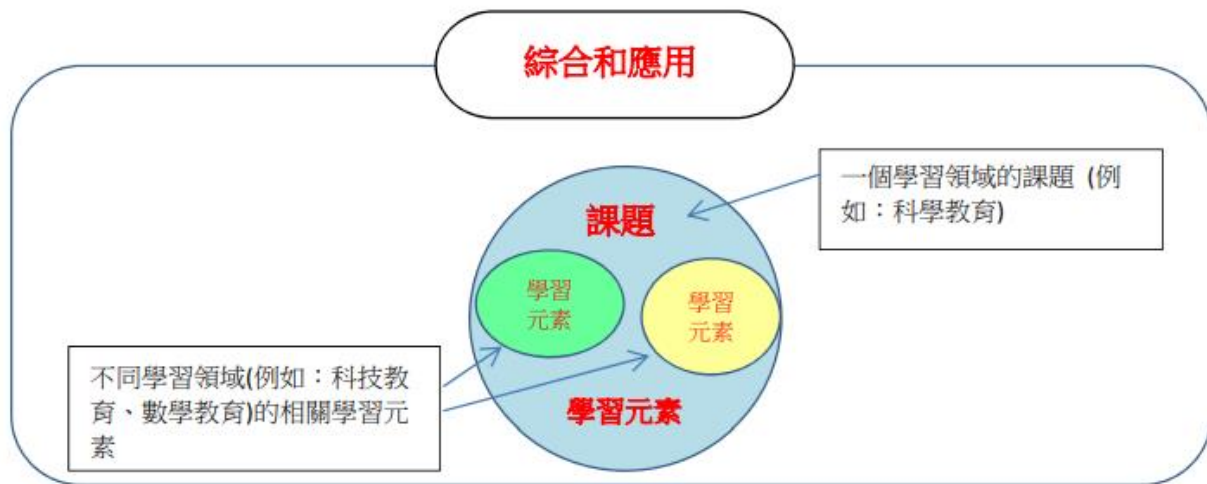 綜合和應用
一個學習領域的課題 (例
如：科學教育)
課題
學習
元素
學習
元素
不同學習領域(例如：科技教
育、數學教育)的相關學習元
素
學習元素